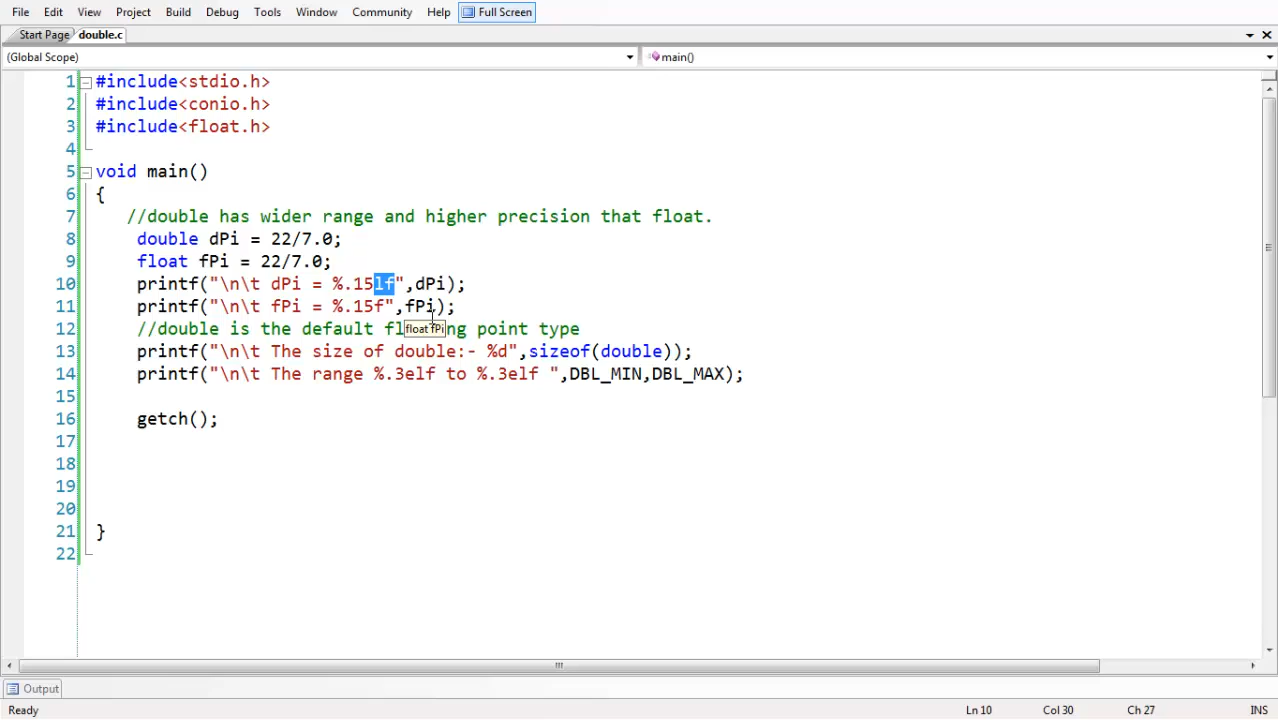 File Edit View Project Build Debug Tools Window Community Help Full Screen
Start Page double.c
(Global Scope) main()
1 #include<stdio.h>
2 #include<conio.h>
3 #include<float.h>
4
5 void main()
6 {
7 //double has wider range and higher precision that float.
8 double dPi = 22/7.0;
9 float fPi = 22/7.0;
10 printf("\n\t dPi = %.15lf",dPi);
11 printf("\n\t fPi = %.15f",fPi);
12 //double is the default fl float fPi ng point type
13 printf("\n\t The size of double:- %d",sizeof(double));
14 printf("\n\t The range %.3elf to %.3elf ",DBL_MIN,DBL_MAX);
15
16 getch();
17
18
19
20
21 }
22
Output
Ready Ln 10 Col 30 Ch 27 INS